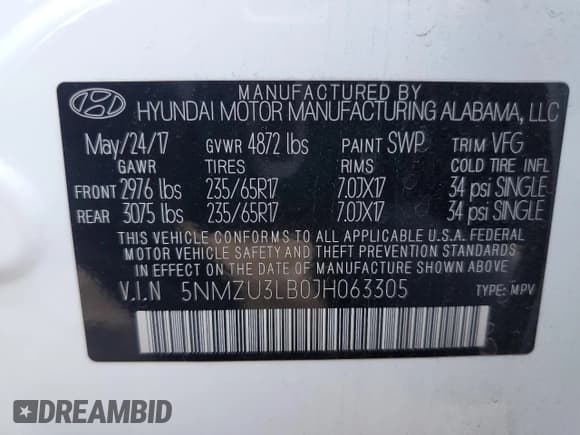 MANUFACTURED BY
HYUNDAI MOTOR MANUFACTURING ALABAMA, LLC
May/24/17 GVWR 4872 lbs PAINT SWP TRIM VFG
GAWR TIRES RIMS COLD TIRE INFL
FRONT 2976 lbs 235/65R17 7.0JX17 34 psi SINGLE
REAR 3075 lbs 235/65R17 7.0JX17 34 psi SINGLE
THIS VEHICLE CONFORMS TO ALL APPLICABLE U.S.A. FEDERAL
MOTOR VEHICLE SAFETY AND THEFT PREVENTION STANDARDS
IN EFFECT ON THE DATE OF MANUFACTURE SHOWN ABOVE.
V.I.N 5NMZU3LB0JH063305 TYPE: MPV
DREAMBID